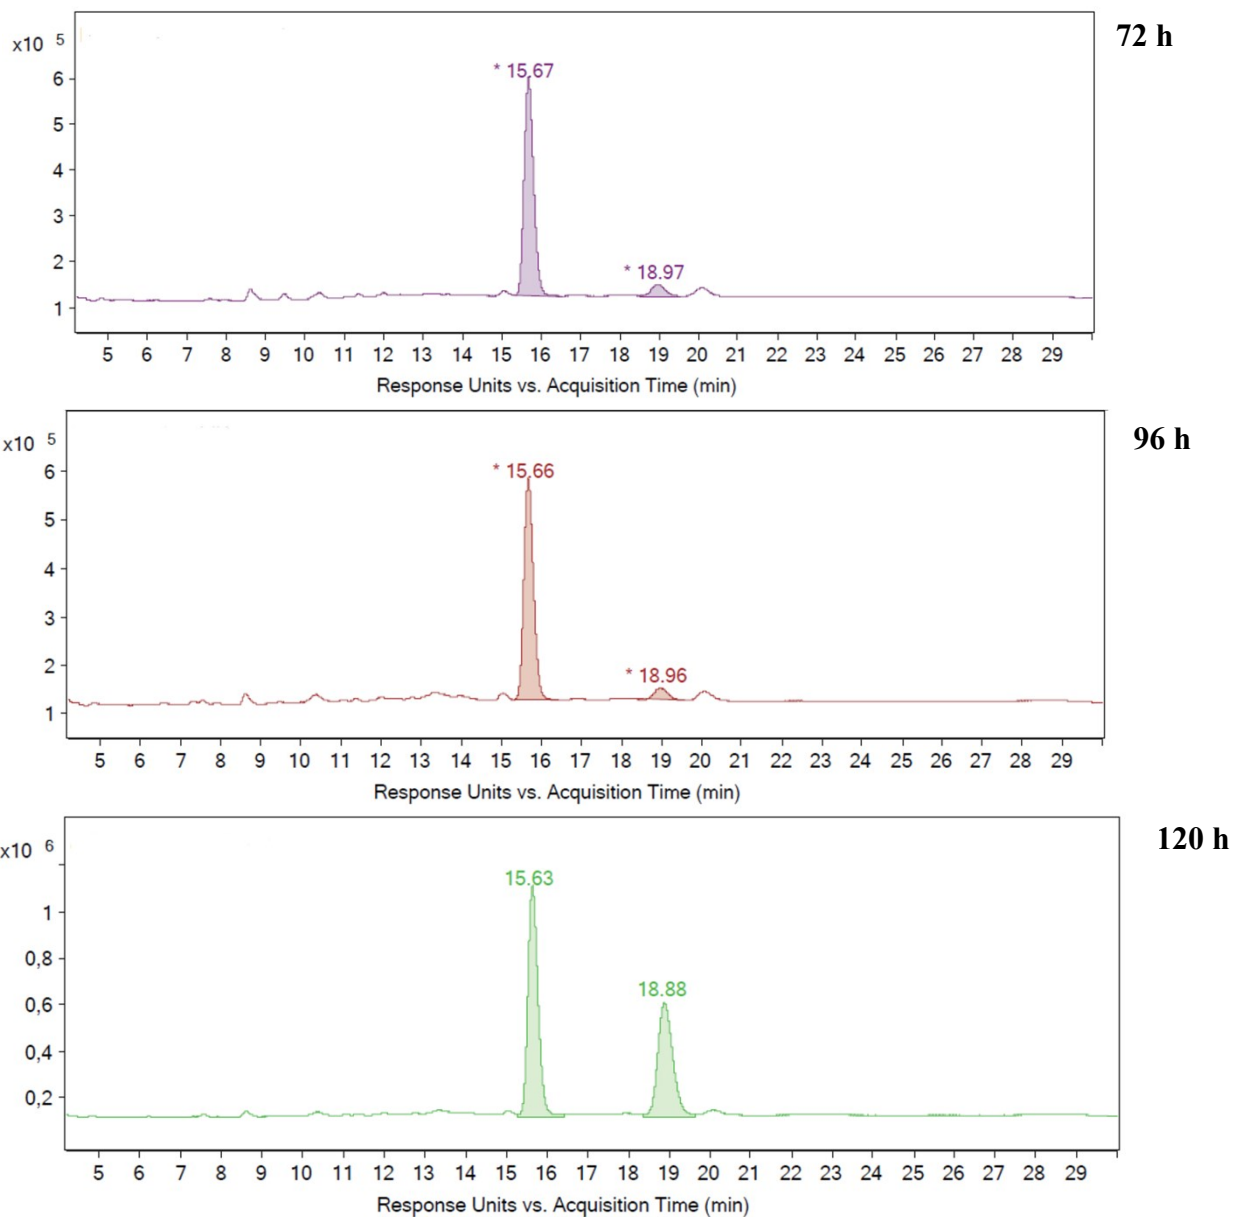 x10 5
72 h
* 15.67
6
5
4
3
2
* 18.97
1
5 6 7 8 9 10 11 12 13 14 15 16 17 18 19 20 21 22 23 24 25 26 27 28 29
Response Units vs. Acquisition Time (min)
x10 5
96 h
* 15.66
6
5
4
3
2
* 18.96
1
5 6 7 8 9 10 11 12 13 14 15 16 17 18 19 20 21 22 23 24 25 26 27 28 29
Response Units vs. Acquisition Time (min)
x10 6
120 h
15.63
1
0,8
18.88
0,6
0,4
0,2
5 6 7 8 9 10 11 12 13 14 15 16 17 18 19 20 21 22 23 24 25 26 27 28 29
Response Units vs. Acquisition Time (min)